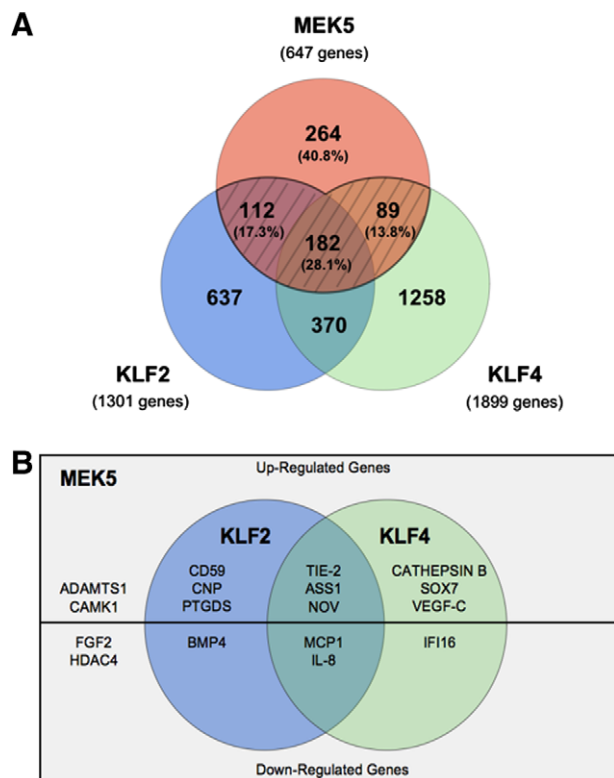 A
MEK5
(647 genes)
264
(40.8%)
112
(17.3%)
89
(13.8%)
182
(28.1%)
637
370
1258
KLF2
(1301 genes)
KLF4
(1899 genes)
B
MEK5
Up-Regulated Genes
KLF2
KLF4
ADAMTS1
CAMK1
CD59
CNP
PTGDS
TIE-2
ASS1
NOV
CATHEPSIN B
SOX7
VEGF-C
FGF2
HDAC4
BMP4
MCP1
IL-8
IFI16
Down-Regulated Genes